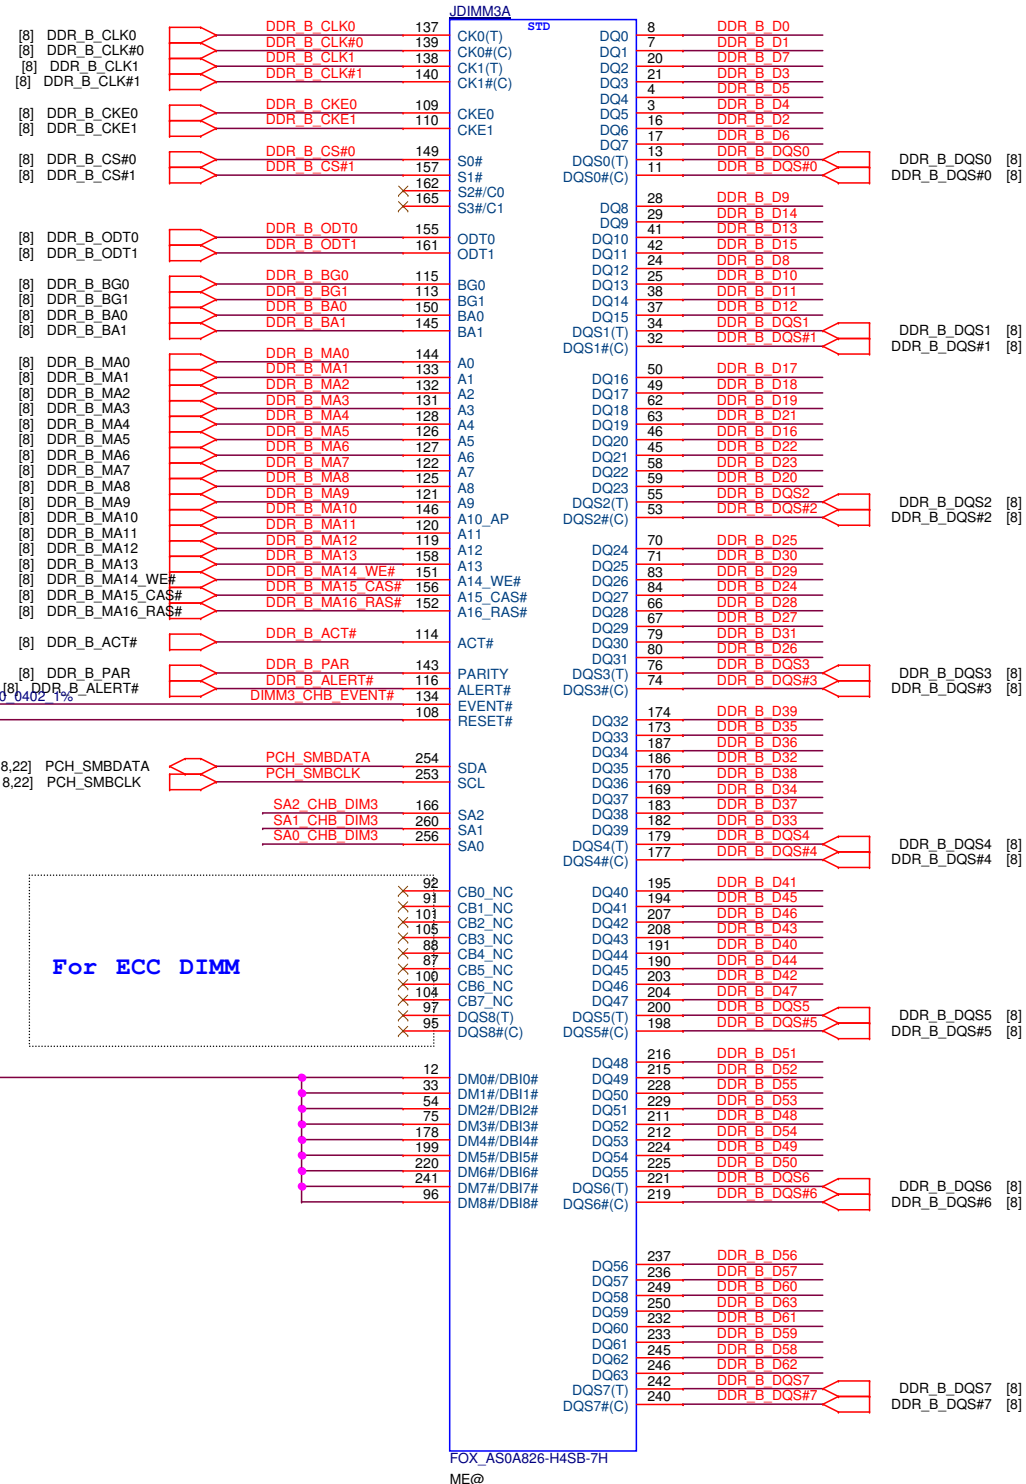 JDIMM3A
STD
[8] DDR_B_CLK0 DDR_B_CLK0 137 CK0(T)
[8] DDR_B_CLK#0 DDR_B_CLK#0 139 CK0#(C)
[8] DDR_B_CLK1 DDR_B_CLK1 138 CK1(T)
[8] DDR_B_CLK#1 DDR_B_CLK#1 140 CK1#(C)
[8] DDR_B_CKE0 DDR_B_CKE0 109 CKE0
[8] DDR_B_CKE1 DDR_B_CKE1 110 CKE1
[8] DDR_B_CS#0 DDR_B_CS#0 149 S0#
[8] DDR_B_CS#1 DDR_B_CS#1 157 S1#
162 S2#/C0
165 S3#/C1
[8] DDR_B_ODT0 DDR_B_ODT0 155 ODT0
[8] DDR_B_ODT1 DDR_B_ODT1 161 ODT1
[8] DDR_B_BG0 DDR_B_BG0 115 BG0
[8] DDR_B_BG1 DDR_B_BG1 113 BG1
[8] DDR_B_BA0 DDR_B_BA0 150 BA0
[8] DDR_B_BA1 DDR_B_BA1 145 BA1
[8] DDR_B_MA0 DDR_B_MA0 144 A0
[8] DDR_B_MA1 DDR_B_MA1 133 A1
[8] DDR_B_MA2 DDR_B_MA2 132 A2
[8] DDR_B_MA3 DDR_B_MA3 131 A3
[8] DDR_B_MA4 DDR_B_MA4 128 A4
[8] DDR_B_MA5 DDR_B_MA5 126 A5
[8] DDR_B_MA6 DDR_B_MA6 127 A6
[8] DDR_B_MA7 DDR_B_MA7 122 A7
[8] DDR_B_MA8 DDR_B_MA8 125 A8
[8] DDR_B_MA9 DDR_B_MA9 121 A9
[8] DDR_B_MA10 DDR_B_MA10 146 A10_AP
[8] DDR_B_MA11 DDR_B_MA11 120 A11
[8] DDR_B_MA12 DDR_B_MA12 119 A12
[8] DDR_B_MA13 DDR_B_MA13 158 A13
[8] DDR_B_MA14_WE# DDR_B_MA14_WE# 151 A14_WE#
[8] DDR_B_MA15_CAS# DDR_B_MA15_CAS# 156 A15_CAS#
[8] DDR_B_MA16_RAS# DDR_B_MA16_RAS# 152 A16_RAS#
[8] DDR_B_ACT# DDR_B_ACT# 114 ACT#
[8] DDR_B_PAR DDR_B_PAR 143 PARITY
[8] DDR_B_ALERT# DDR_B_ALERT# 116 ALERT#
0_0402_1% DIMM3_CHB_EVENT# 134 EVENT#
108 RESET#
8,22] PCH_SMBDATA PCH_SMBDATA 254 SDA
8,22] PCH_SMBCLK PCH_SMBCLK 253 SCL
SA2_CHB_DIM3 166 SA2
SA1_CHB_DIM3 260 SA1
SA0_CHB_DIM3 256 SA0
For ECC DIMM
92 CB0_NC
91 CB1_NC
101 CB2_NC
105 CB3_NC
88 CB4_NC
87 CB5_NC
100 CB6_NC
104 CB7_NC
97 DQS8(T)
95 DQS8#(C)
12 DM0#/DBI0#
33 DM1#/DBI1#
54 DM2#/DBI2#
75 DM3#/DBI3#
178 DM4#/DBI4#
199 DM5#/DBI5#
220 DM6#/DBI6#
241 DM7#/DBI7#
96 DM8#/DBI8#
DQ0 8 DDR_B_D0
DQ1 7 DDR_B_D1
DQ2 20 DDR_B_D7
DQ3 21 DDR_B_D3
DQ4 4 DDR_B_D5
DQ5 3 DDR_B_D4
DQ6 16 DDR_B_D2
DQ7 17 DDR_B_D6
DQS0(T) 13 DDR_B_DQS0 DDR_B_DQS0 [8]
DQS0#(C) 11 DDR_B_DQS#0 DDR_B_DQS#0 [8]
DQ8 28 DDR_B_D9
DQ9 29 DDR_B_D14
DQ10 41 DDR_B_D13
DQ11 42 DDR_B_D15
DQ12 24 DDR_B_D8
DQ13 25 DDR_B_D10
DQ14 38 DDR_B_D11
DQ15 37 DDR_B_D12
DQS1(T) 34 DDR_B_DQS1 DDR_B_DQS1 [8]
DQS1#(C) 32 DDR_B_DQS#1 DDR_B_DQS#1 [8]
DQ16 50 DDR_B_D17
DQ17 49 DDR_B_D18
DQ18 62 DDR_B_D19
DQ19 63 DDR_B_D21
DQ20 46 DDR_B_D16
DQ21 45 DDR_B_D22
DQ22 58 DDR_B_D23
DQ23 59 DDR_B_D20
DQS2(T) 55 DDR_B_DQS2 DDR_B_DQS2 [8]
DQS2#(C) 53 DDR_B_DQS#2 DDR_B_DQS#2 [8]
DQ24 70 DDR_B_D25
DQ25 71 DDR_B_D30
DQ26 83 DDR_B_D29
DQ27 84 DDR_B_D24
DQ28 66 DDR_B_D28
DQ29 67 DDR_B_D27
DQ30 79 DDR_B_D31
DQ31 80 DDR_B_D26
DQS3(T) 76 DDR_B_DQS3 DDR_B_DQS3 [8]
DQS3#(C) 74 DDR_B_DQS#3 DDR_B_DQS#3 [8]
DQ32 174 DDR_B_D39
DQ33 173 DDR_B_D35
DQ34 187 DDR_B_D36
DQ35 186 DDR_B_D32
DQ36 170 DDR_B_D38
DQ37 169 DDR_B_D34
DQ38 183 DDR_B_D37
DQ39 182 DDR_B_D33
DQS4(T) 179 DDR_B_DQS4 DDR_B_DQS4 [8]
DQS4#(C) 177 DDR_B_DQS#4 DDR_B_DQS#4 [8]
DQ40 195 DDR_B_D41
DQ41 194 DDR_B_D45
DQ42 207 DDR_B_D46
DQ43 208 DDR_B_D43
DQ44 191 DDR_B_D40
DQ45 190 DDR_B_D44
DQ46 203 DDR_B_D42
DQ47 204 DDR_B_D47
DQS5(T) 200 DDR_B_DQS5 DDR_B_DQS5 [8]
DQS5#(C) 198 DDR_B_DQS#5 DDR_B_DQS#5 [8]
DQ48 216 DDR_B_D51
DQ49 215 DDR_B_D52
DQ50 228 DDR_B_D55
DQ51 229 DDR_B_D53
DQ52 211 DDR_B_D48
DQ53 212 DDR_B_D54
DQ54 224 DDR_B_D49
DQ55 225 DDR_B_D50
DQS6(T) 221 DDR_B_DQS6 DDR_B_DQS6 [8]
DQS6#(C) 219 DDR_B_DQS#6 DDR_B_DQS#6 [8]
DQ56 237 DDR_B_D56
DQ57 236 DDR_B_D57
DQ58 249 DDR_B_D60
DQ59 250 DDR_B_D63
DQ60 232 DDR_B_D61
DQ61 233 DDR_B_D59
DQ62 245 DDR_B_D58
DQ63 246 DDR_B_D62
DQS7(T) 242 DDR_B_DQS7 DDR_B_DQS7 [8]
DQS7#(C) 240 DDR_B_DQS#7 DDR_B_DQS#7 [8]
FOX_AS0A826-H4SB-7H
ME@